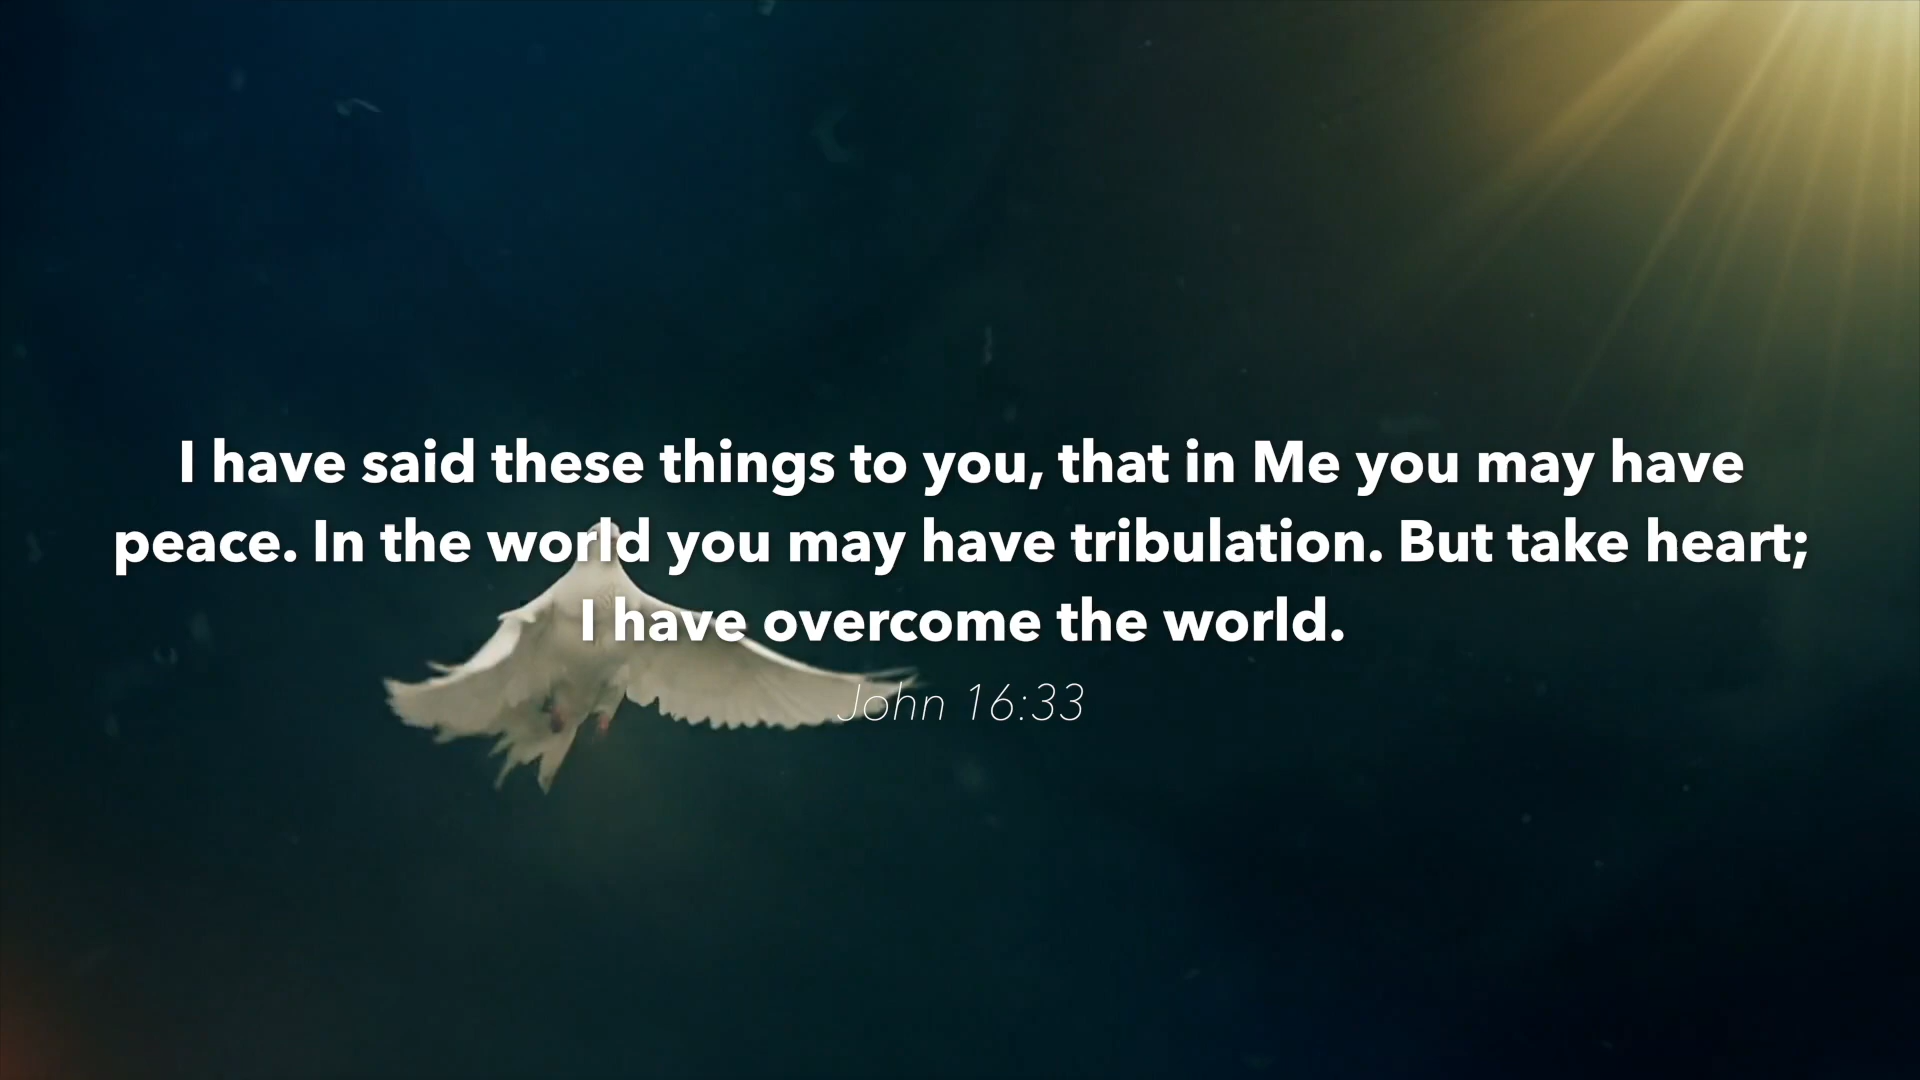 I have said these things to you, that in Me you may have
peace. In the world you may have tribulation. But take heart;
I have overcome the world.
John 16:33